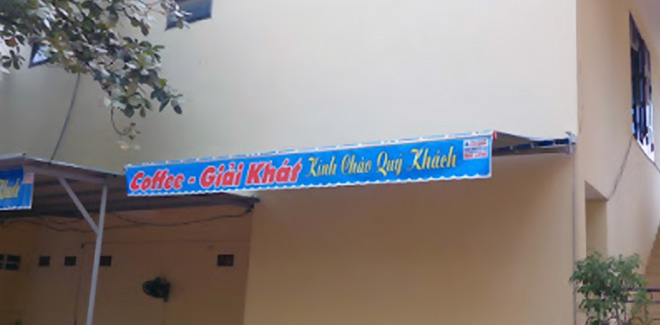 Coffee - Giải Khát Kính Chào Quý Khách